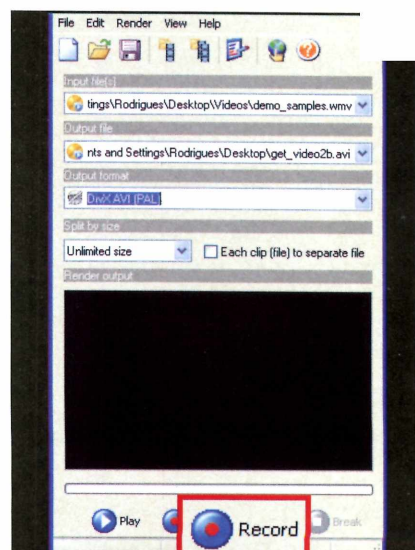 File Edit Render View Help
Input file(s)
tings\Rodrigues\Desktop\Videos\demo_samples.wmv
Output file
nts and Settings\Rodrigues\Desktop\get_video2b.avi
Output format
DivX AVI (PAL)
Split by size
Unlimited size Each clip (file) to separate file
Render output
Play Record Break